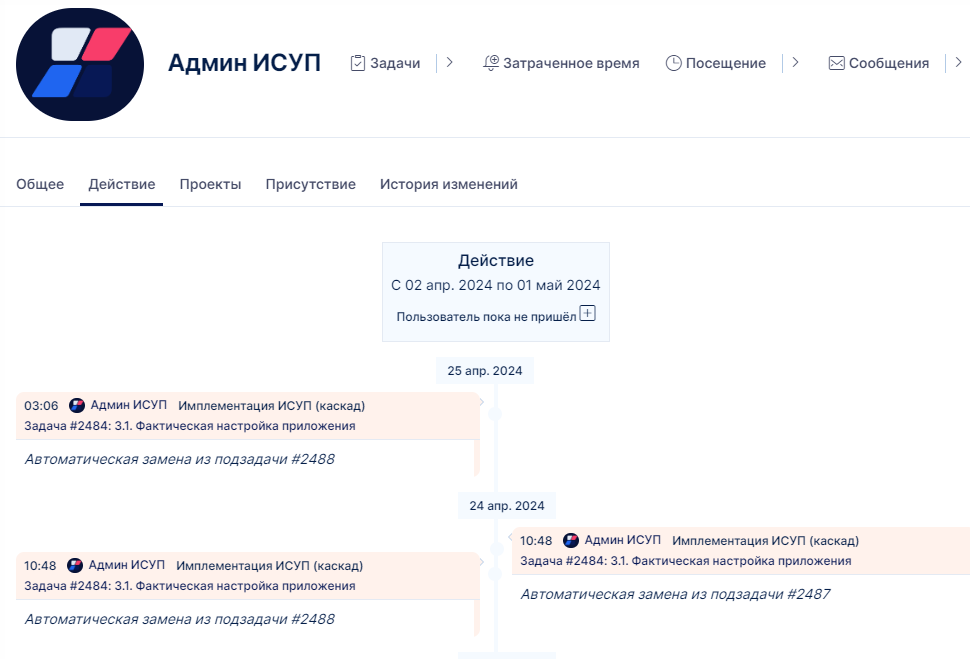 Админ ИСУП
Задачи
Затраченное время
Посещение
Сообщения
Общее
Действие
Проекты
Присутствие
История изменений
Действие
С 02 апр. 2024 по 01 май 2024
Пользователь пока не пришёл
25 апр. 2024
03:06 Админ ИСУП Имплементация ИСУП (каскад)
Задача #2484: 3.1. Фактическая настройка приложения
Автоматическая замена из подзадачи #2488
24 апр. 2024
10:48 Админ ИСУП Имплементация ИСУП (каскад)
Задача #2484: 3.1. Фактическая настройка приложения
Автоматическая замена из подзадачи #2487
10:48 Админ ИСУП Имплементация ИСУП (каскад)
Задача #2484: 3.1. Фактическая настройка приложения
Автоматическая замена из подзадачи #2488